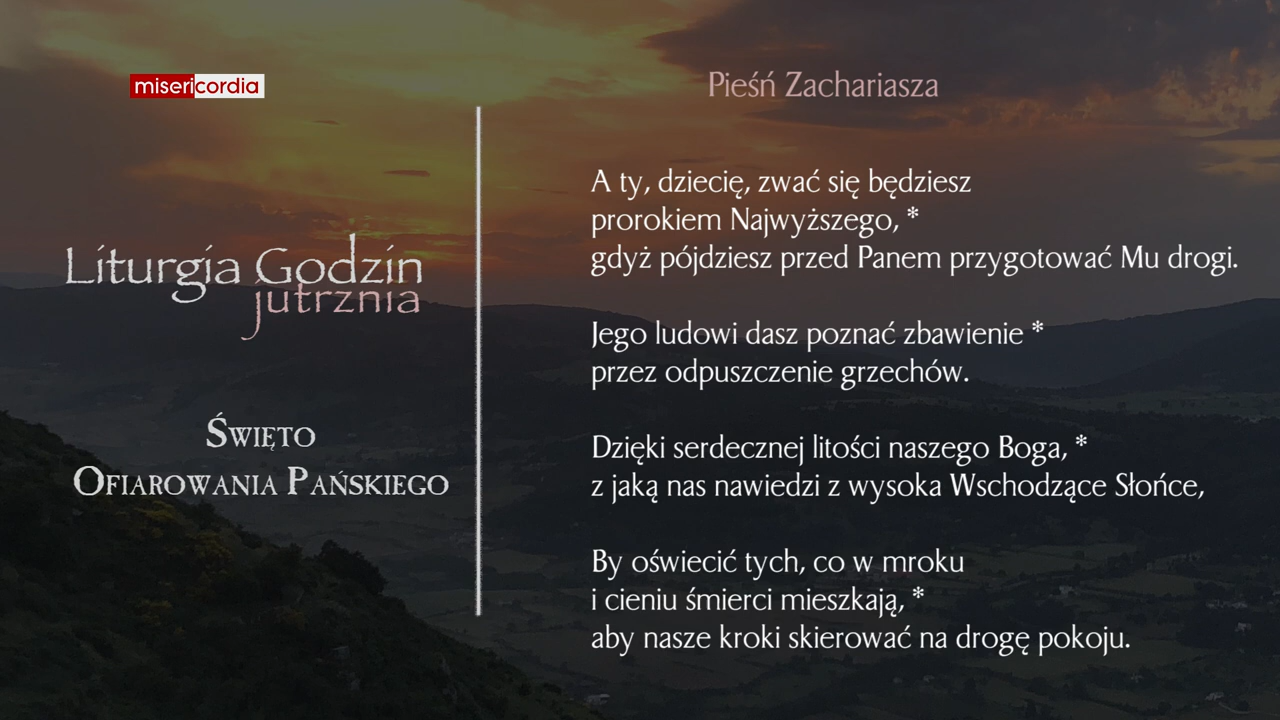 misericordia
Liturgia Godzin
jutrznia
Święto
Ofiarowania Pańskiego
Pieśń Zachariasza
A ty, dziecię, zwać się będziesz
prorokiem Najwyższego, *
gdyż pójdziesz przed Panem przygotować Mu drogi.
Jego ludowi dasz poznać zbawienie *
przez odpuszczenie grzechów.
Dzięki serdecznej litości naszego Boga, *
z jaką nas nawiedzi z wysoka Wschodzące Słońce,
By oświecić tych, co w mroku
i cieniu śmierci mieszkają, *
aby nasze kroki skierować na drogę pokoju.